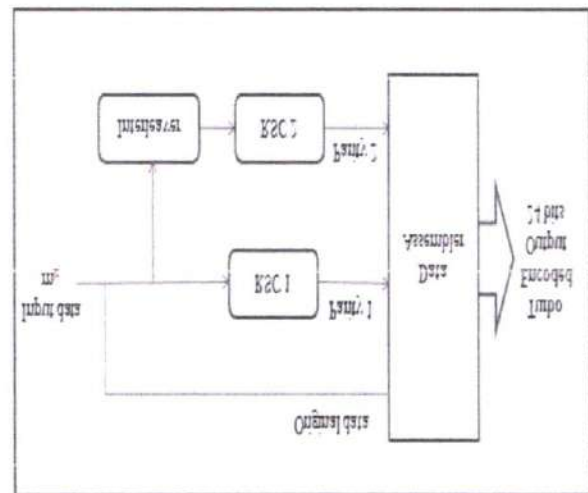 Original data
Input data
RSC 1
Parity 1
Data
Assembler
Turbo
Encoded
Output
24 bits
Interleaver
RSC 2
Parity 2